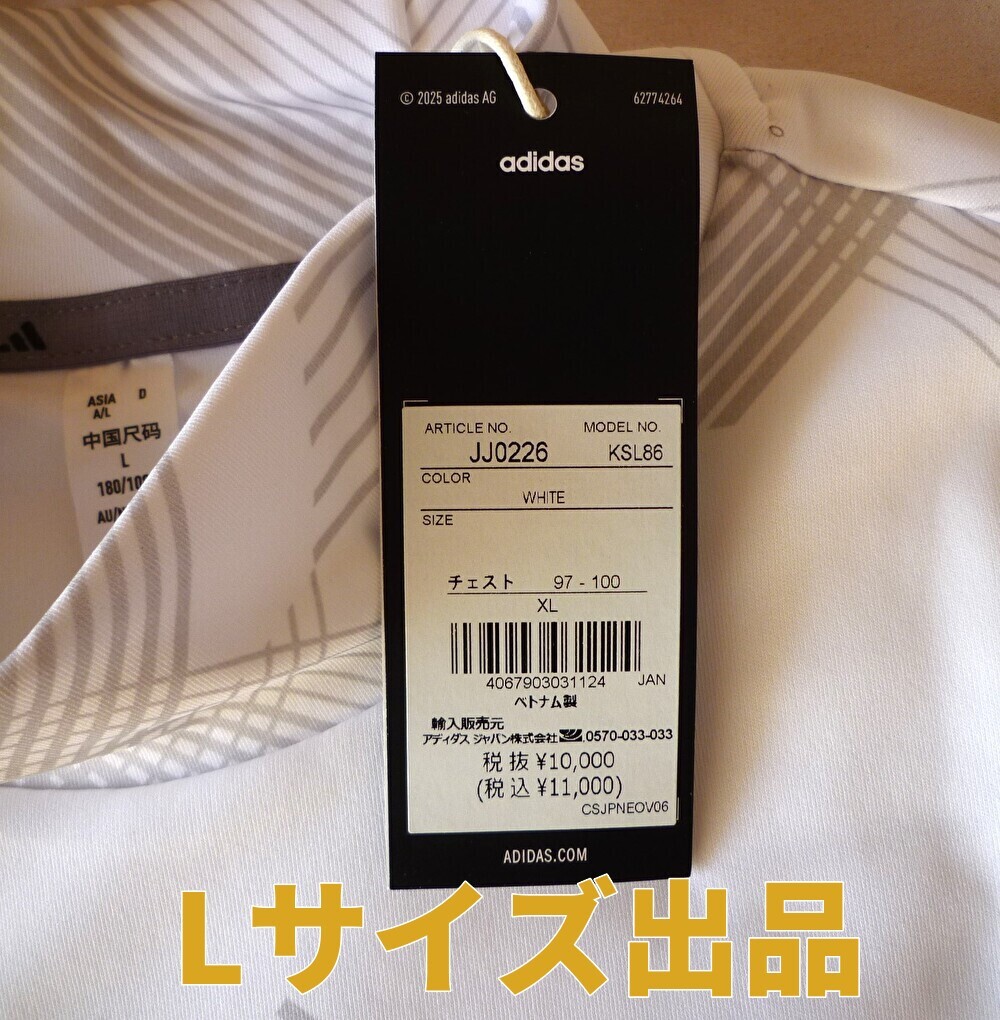 © 2025 adidas AG 62774264
adidas
ASIA D
A/L
中国尺码
L
ARTICLE NO. MODEL NO.
JJ0226 KSL86
COLOR
WHITE
SIZE
チェスト 97 - 100
XL
4067903031124 JAN
ベトナム製
輸入販売元
アディダス ジャパン株式会社 0570-033-033
税 抜 ¥10,000
(税 込 ¥11,000)
CSJPNEOV06
ADIDAS.COM
Lサイズ出品